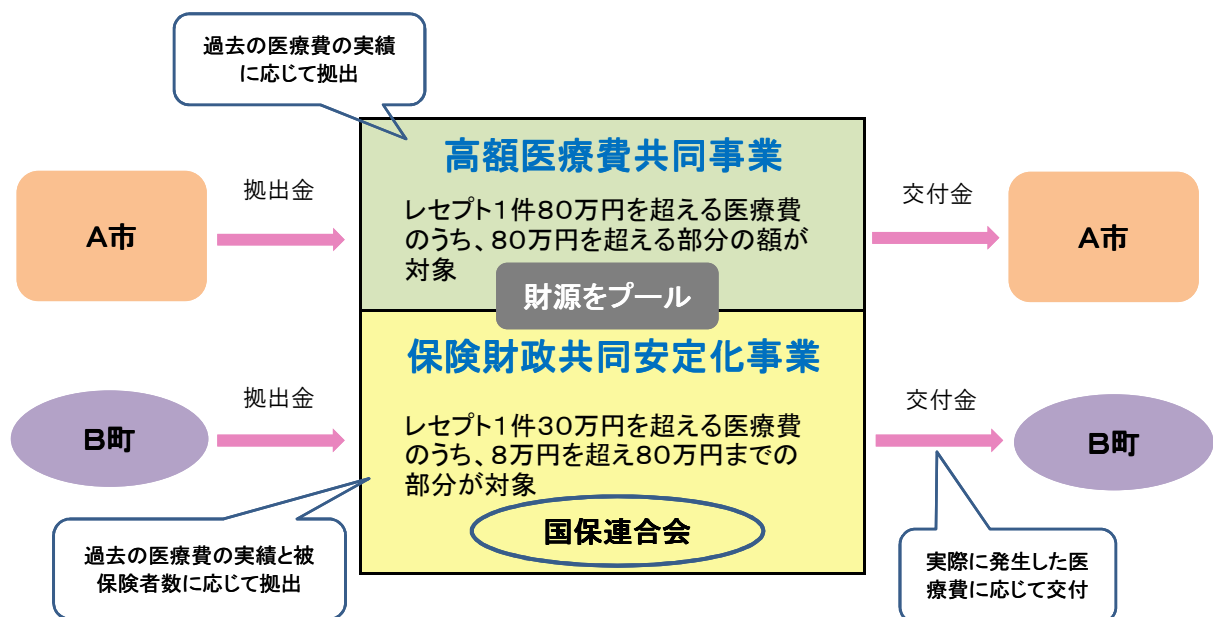 過去の医療費の実績
に応じて拠出
高額医療費共同事業
拠出金
交付金
A市
レセプト1件80万円を超える医療費
のうち、80万円を超える部分の額が
対象
A市
財源をプール
保険財政共同安定化事業
拠出金
交付金
B町
レセプト1件30万円を超える医療費
のうち、8万円を超え80万円までの
部分が対象
B町
国保連合会
過去の医療費の実績と被
保険者数に応じて拠出
実際に発生した医
療費に応じて交付